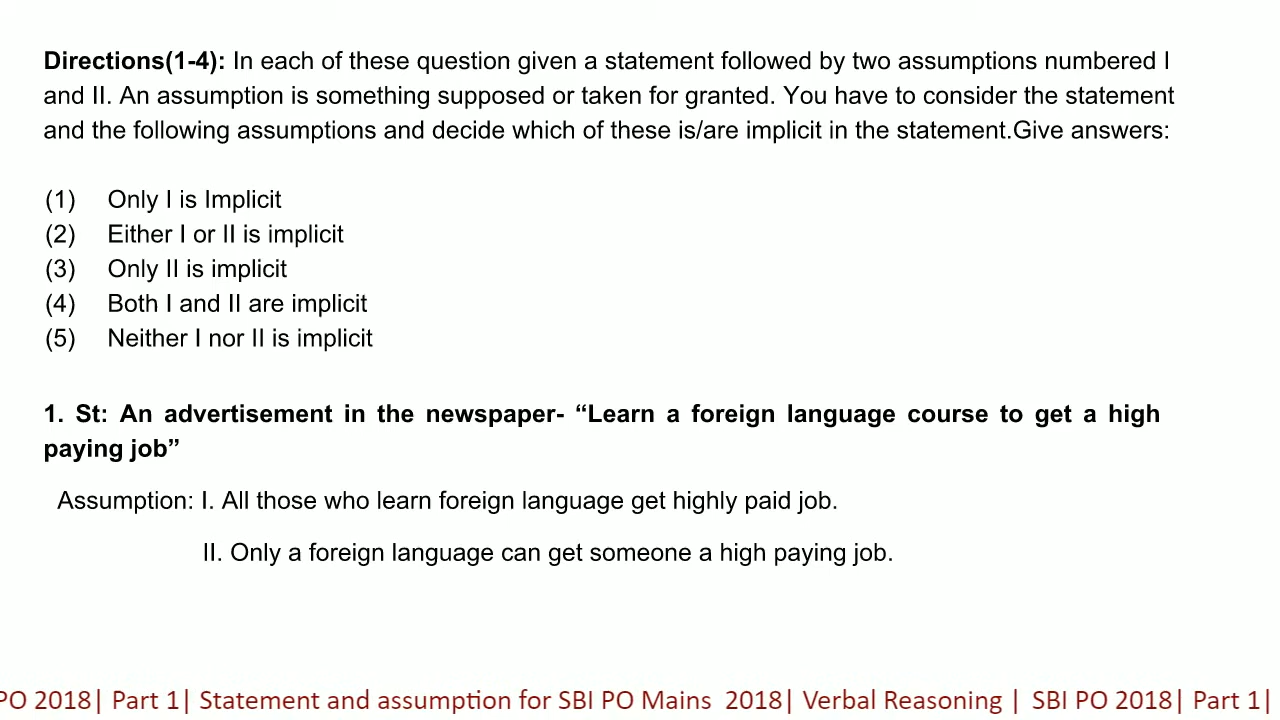 Directions(1-4): In each of these question given a statement followed by two assumptions numbered I
and II. An assumption is something supposed or taken for granted. You have to consider the statement
and the following assumptions and decide which of these is/are implicit in the statement.Give answers:
(1) Only I is Implicit
(2) Either I or II is implicit
(3) Only II is implicit
(4) Both I and II are implicit
(5) Neither I nor II is implicit
1. St: An advertisement in the newspaper- “Learn a foreign language course to get a high
paying job”
Assumption: I. All those who learn foreign language get highly paid job.
II. Only a foreign language can get someone a high paying job.
PO 2018| Part 1| Statement and assumption for SBI PO Mains 2018| Verbal Reasoning | SBI PO 2018| Part 1|